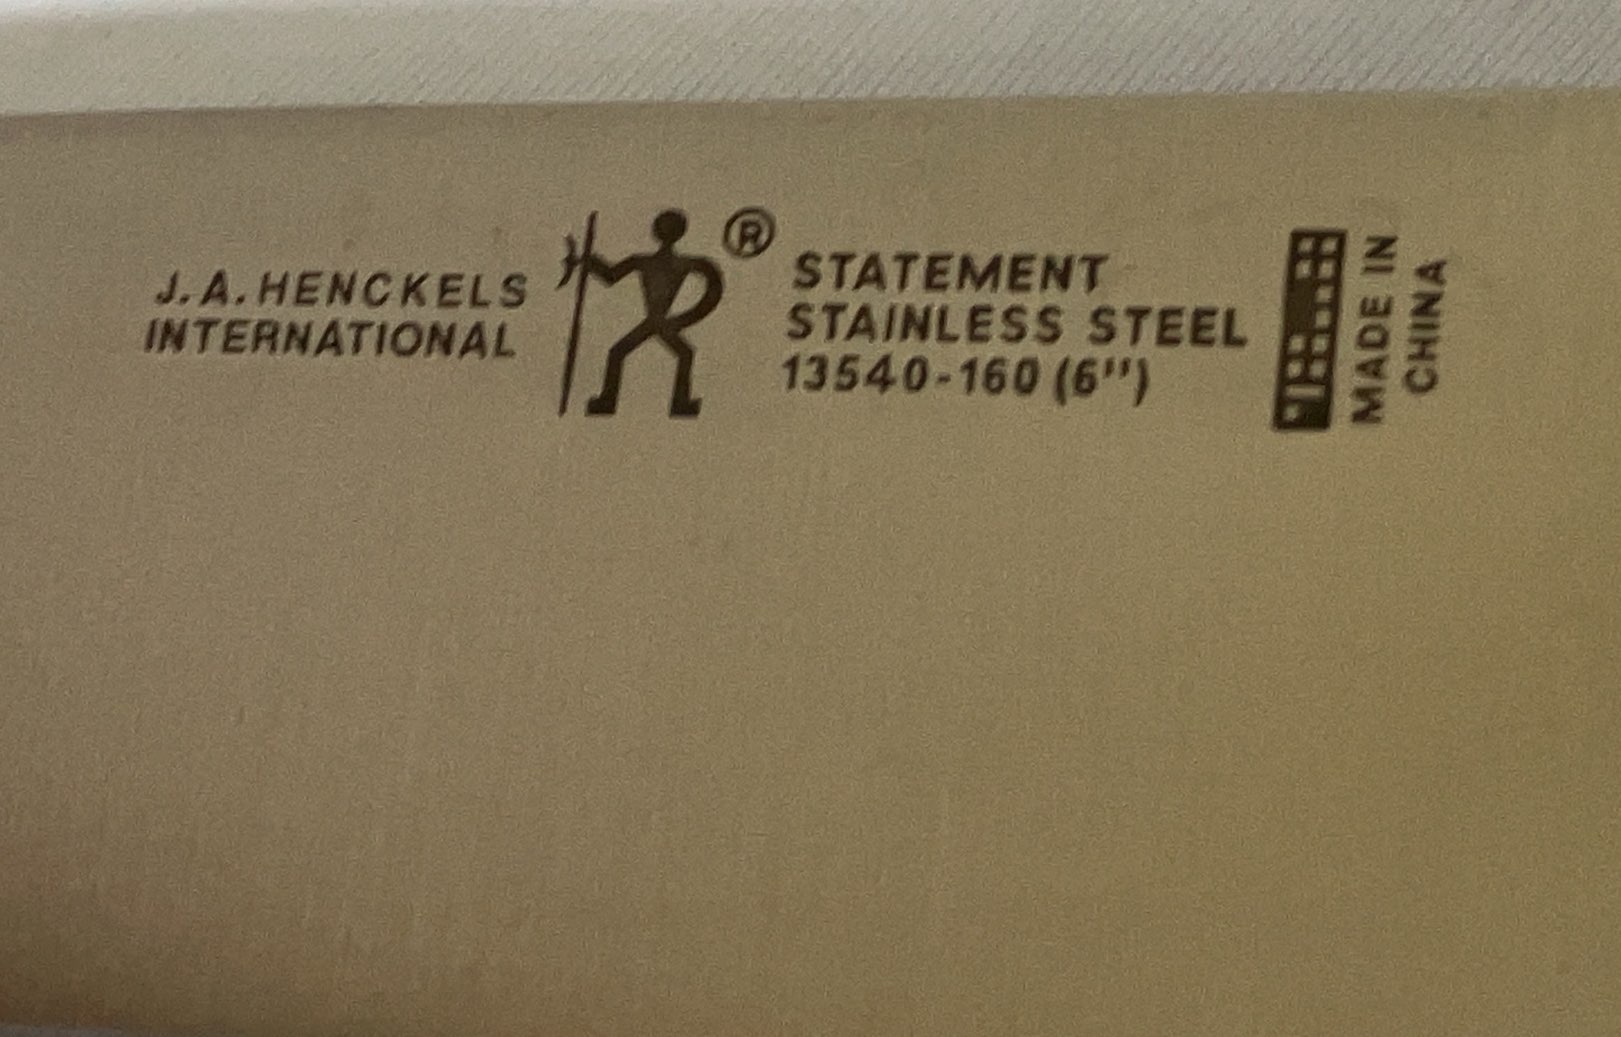 J.A. HENCKELS
INTERNATIONAL
®
STATEMENT
STAINLESS STEEL
13540-160 (6")
MADE IN
CHINA